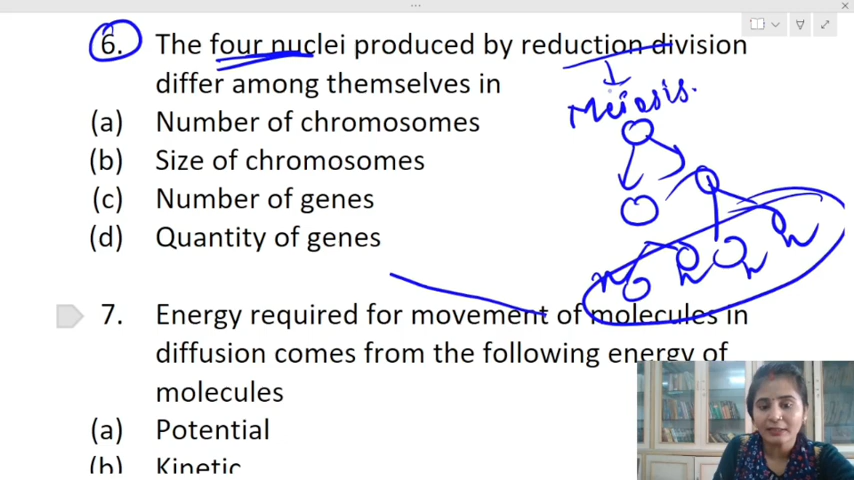 6. The four nuclei produced by reduction division
differ among themselves in
Meiosis.
(a) Number of chromosomes
(b) Size of chromosomes
(c) Number of genes
(d) Quantity of genes
n n n n
7. Energy required for movement of molecules in
diffusion comes from the following energy of
molecules
(a) Potential
(b) Kinetic